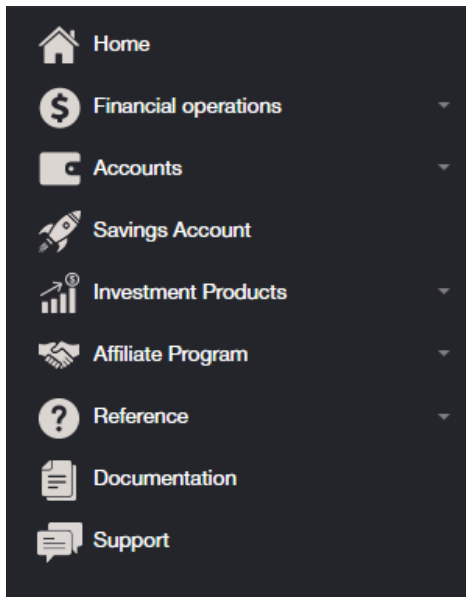 Home
Financial operations
Accounts
Savings Account
Investment Products
Affiliate Program
Reference
Documentation
Support